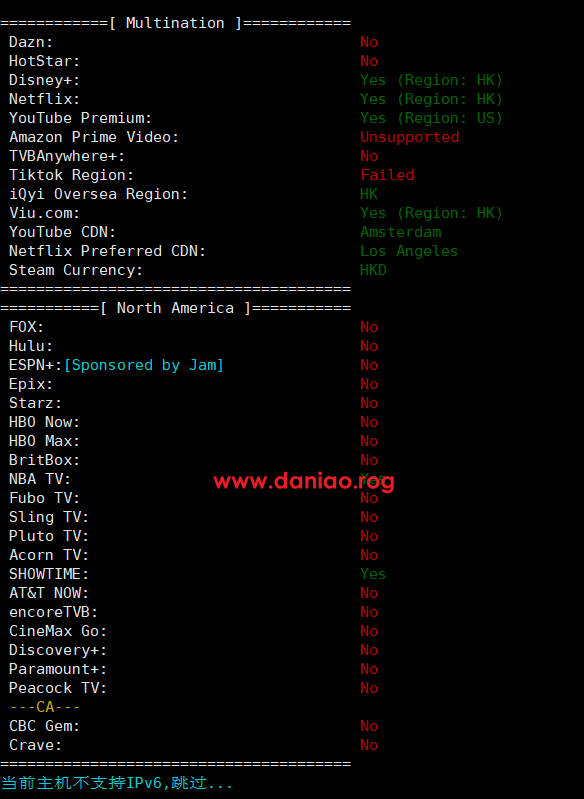 ============[ Multination ]============
Dazn: No
HotStar: No
Disney+: Yes (Region: HK)
Netflix: Yes (Region: HK)
YouTube Premium: Yes (Region: US)
Amazon Prime Video: Unsupported
TVBAnywhere+: No
Tiktok Region: Failed
iQyi Oversea Region: HK
Viu.com: Yes (Region: HK)
YouTube CDN: Amsterdam
Netflix Preferred CDN: Los Angeles
Steam Currency: HKD
=======================================
===========[ North America ]===========
FOX: No
Hulu: No
ESPN+:[Sponsored by Jam] No
Epix: No
Starz: No
HBO Now: No
HBO Max: No
BritBox: No
NBA TV: Yes
www.daniao.rog
Fubo TV: No
Sling TV: No
Pluto TV: No
Acorn TV: No
SHOWTIME: Yes
AT&T NOW: No
encoreTVB: No
CineMax Go: No
Discovery+: No
Paramount+: No
Peacock TV: No
---CA---
CBC Gem: No
Crave: No
=======================================
当前主机不支持IPv6,跳过...